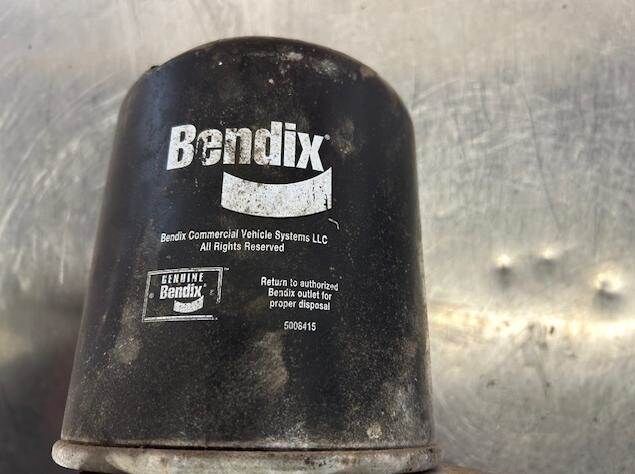 Bendix
Bendix Commercial Vehicle Systems LLC
All Rights Reserved
GENUINE
Bendix
Return to authorized
Bendix outlet for
proper disposal
5008415